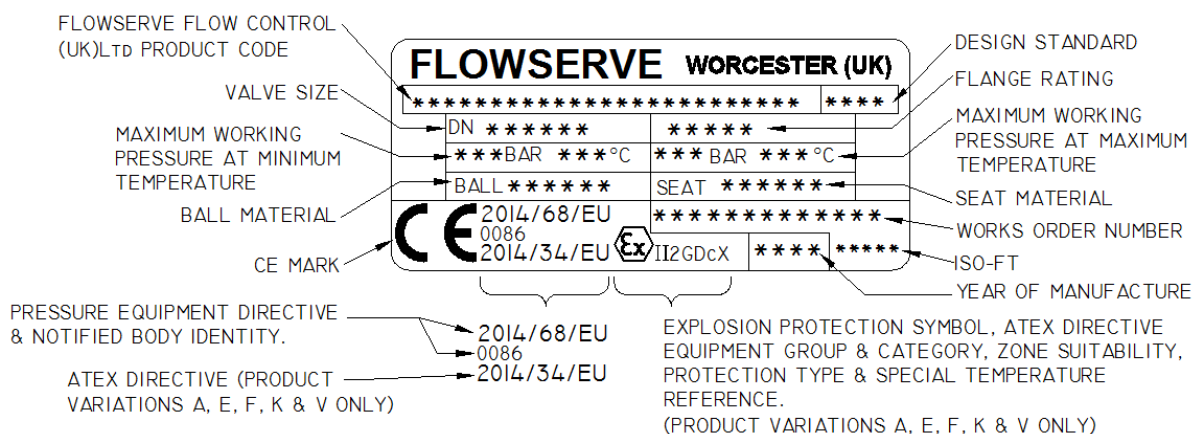 FLOWSERVE FLOW CONTROL
(UK)LTD PRODUCT CODE
VALVE SIZE
MAXIMUM WORKING
PRESSURE AT MINIMUM
TEMPERATURE
BALL MATERIAL
CE MARK
FLOWSERVE WORCESTER (UK)
************************* ****
DN ****** *****
***BAR ***°C *** BAR ***°C
BALL ****** SEAT ******
CE 2014/68/EU *************
0086
2014/34/EU Ex II2GDcX **** *****
DESIGN STANDARD
FLANGE RATING
MAXIMUM WORKING
PRESSURE AT MAXIMUM
TEMPERATURE
SEAT MATERIAL
WORKS ORDER NUMBER
ISO-FT
YEAR OF MANUFACTURE
PRESSURE EQUIPMENT DIRECTIVE
& NOTIFIED BODY IDENTITY.
ATEX DIRECTIVE (PRODUCT
VARIATIONS A, E, F, K & V ONLY)
2014/68/EU
0086
2014/34/EU
EXPLOSION PROTECTION SYMBOL, ATEX DIRECTIVE
EQUIPMENT GROUP & CATEGORY, ZONE SUITABILITY,
PROTECTION TYPE & SPECIAL TEMPERATURE
REFERENCE.
(PRODUCT VARIATIONS A, E, F, K & V ONLY)